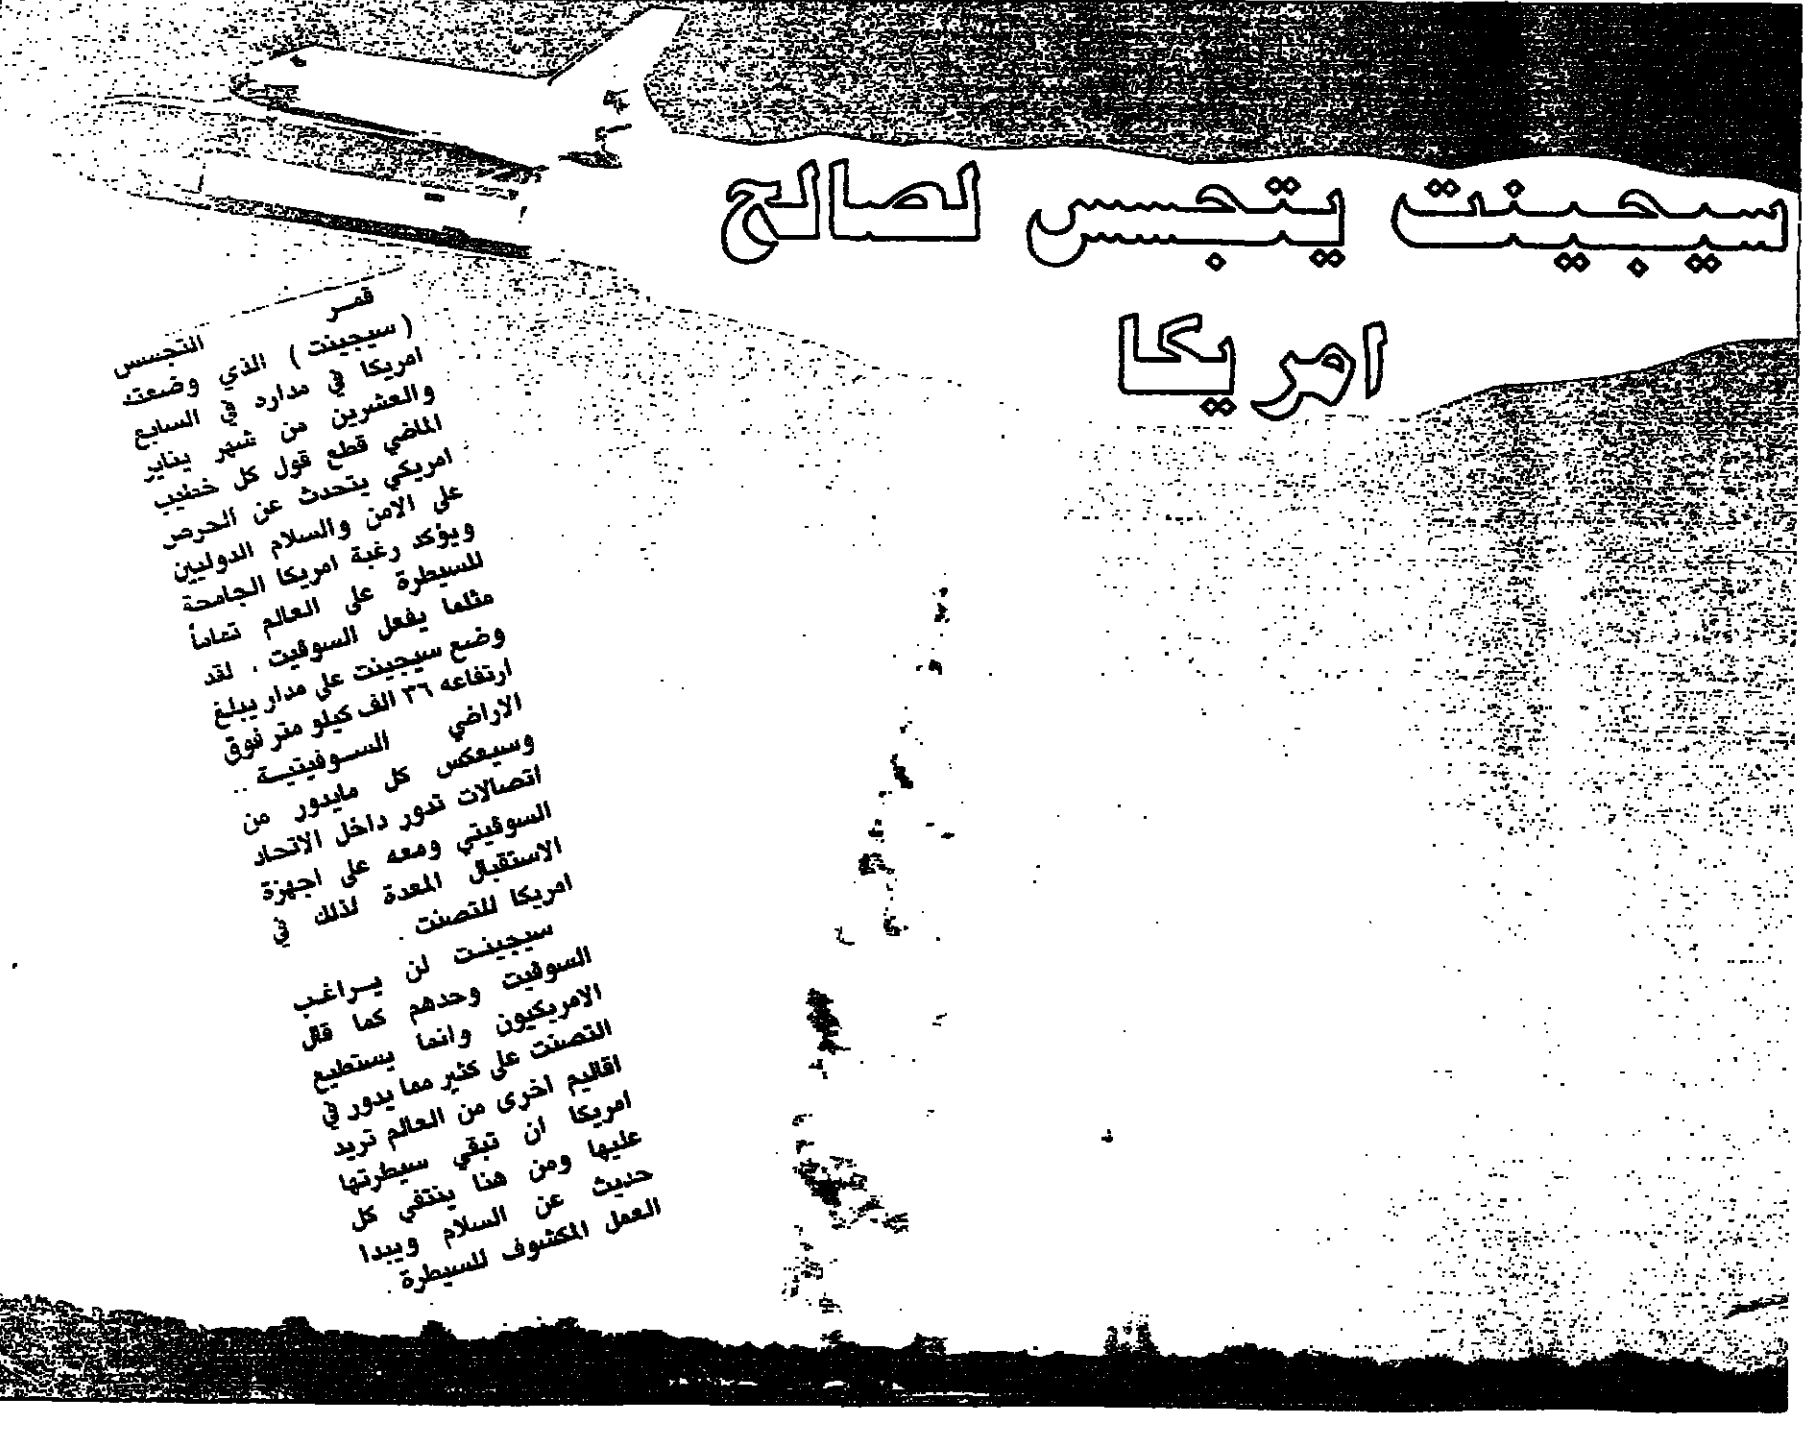 سيجينت يتجسس لصالح
امريكا
قمر التجسس
( سيجينت ) الذي وضعته
امريكا في مداره في السابع
والعشرين من شهر يناير
الماضي قطع قول كل خطيب
امريكي يتحدث عن الحرص
على الامن والسلام الدوليين
ويؤكد رغبة امريكا الجامحة
للسيطرة على العالم تماماً
مثلما يفعل السوڤيت . لقد
وضع سيجينت على مدار يبلغ
ارتفاعه ٣٦ الف كيلو متر فوق
الاراضي السوفيتية ..
وسيعكس كل مايدور من
اتصالات تدور داخل الاتحاد
السوڤيتي ومعه على اجهزة
الاستقبال المعدة لذلك في
امريكا للتصنت .
سيجينت لن يراغب
السوڤيت وحدهم كما قال
الامريكيون وانما يستطيع
التصنت على كثير مما يدور في
اقاليم اخرى من العالم تريد
امريكا ان تبقي سيطرتها
عليها ومن هنا ينتفي كل
حديث عن السلام ويبدا
العمل المكشوف للسيطرة .